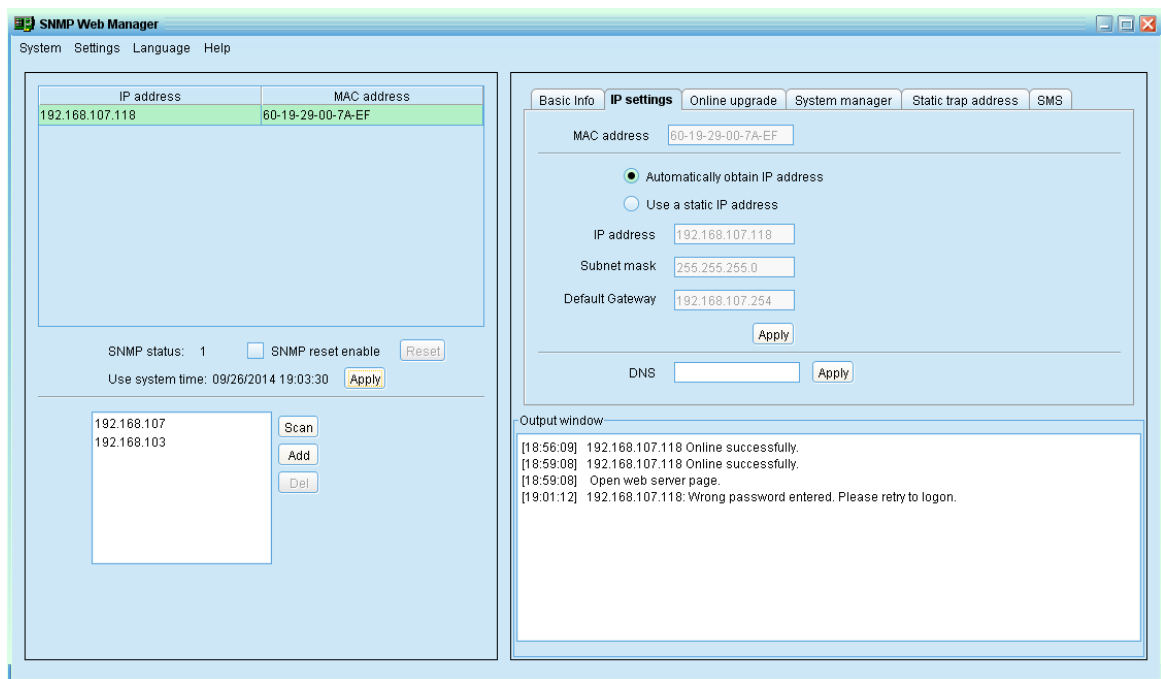 SNMP Web Manager
System Settings Language Help
IP address MAC address
192.168.107.118 60-19-29-00-7A-EF
SNMP status: 1 SNMP reset enable Reset
Use system time: 09/26/2014 19:03:30 Apply
192.168.107
192.168.103
Scan
Add
Del
Basic Info IP settings Online upgrade System manager Static trap address SMS
MAC address 60-19-29-00-7A-EF
Automatically obtain IP address
Use a static IP address
IP address 192.168.107.118
Subnet mask 255.255.255.0
Default Gateway 192.168.107.254
Apply
DNS Apply
Output window
[18:56:09] 192.168.107.118 Online successfully.
[18:59:08] 192.168.107.118 Online successfully.
[18:59:08] Open web server page.
[19:01:12] 192.168.107.118: Wrong password entered. Please retry to logon.